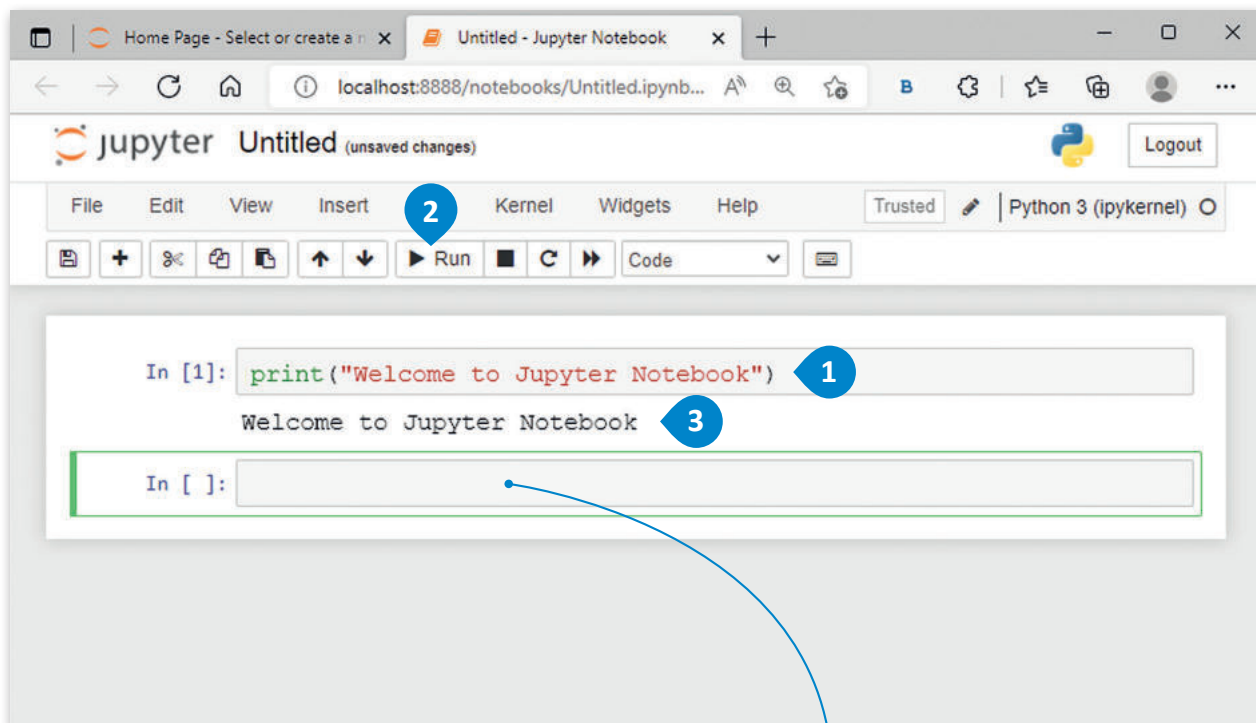 Home Page - Select or create a n
Untitled - Jupyter Notebook
localhost:8888/notebooks/Untitled.ipynb...
B
jupyter Untitled (unsaved changes)
Logout
File Edit View Insert 2 Kernel Widgets Help Trusted Python 3 (ipykernel)
Run Code
In [1]: print("Welcome to Jupyter Notebook") 1
Welcome to Jupyter Notebook 3
In [ ]: